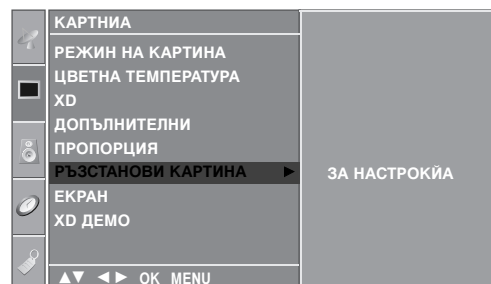 КАРТНИА
РЕЖИН НА КАРТИНА
ЦВЕТНА ТЕМПЕРАТУРА
XD
ДОПЪЛНИТЕЛНИ
ПРОПОРЦИЯ
РЪЗСТАНОВИ КАРТИНА ►
ЗА НАСТРОКЙА
ЕКРАН
XD ДЕМО
▲▼ ◄► OK MENU